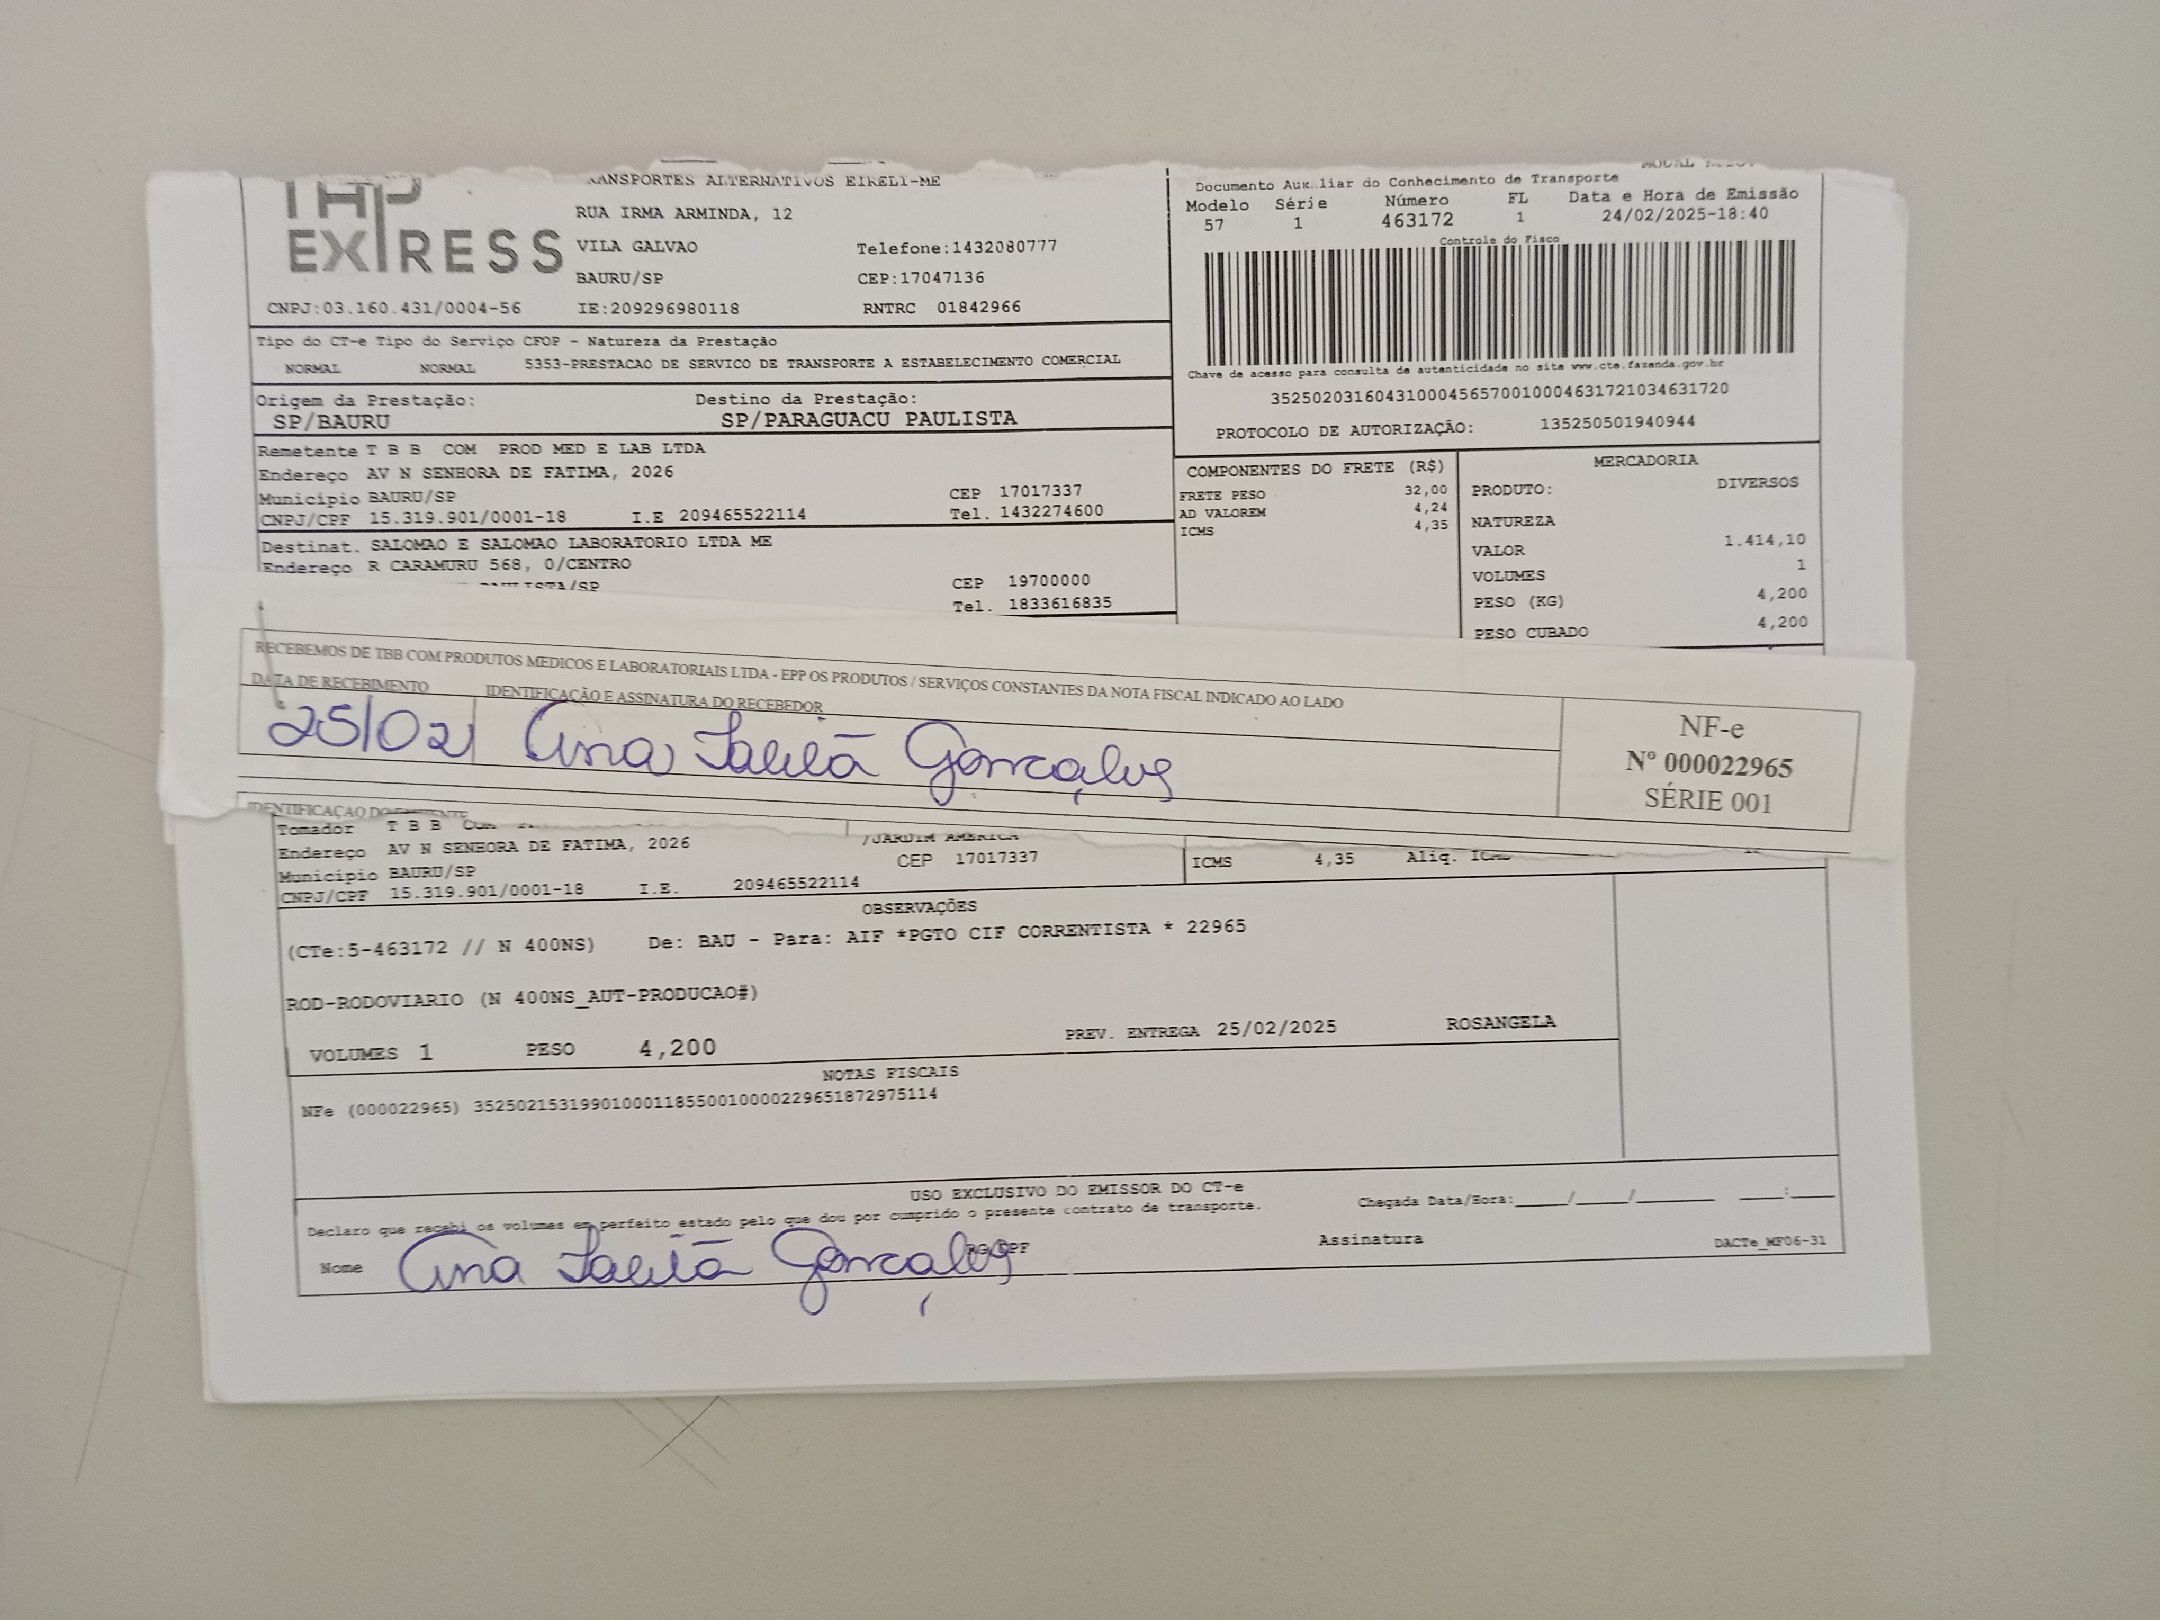 TAP
EXPRESS
TRANSPORTES ALTERNATIVOS EIRELI-ME
RUA IRMA ARMINDA, 12
VILA GALVAO Telefone:1432080777
BAURU/SP CEP:17047136
CNPJ:03.160.431/0004-56 IE:209296980118 RNTRC 01842966
Documento Auxiliar do Conhecimento de Transporte
Modelo Série Número FL Data e Hora de Emissão
57 1 463172 1 24/02/2025-18:40
Controle do Fisco
Chave de acesso para consulta de autenticidade no site www.cte.fazenda.gov.br
35250203160431000456570010004631721034631720
PROTOCOLO DE AUTORIZAÇÃO: 135250501940944
Tipo do CT-e Tipo do Serviço CFOP - Natureza da Prestação
NORMAL NORMAL 5353-PRESTACAO DE SERVICO DE TRANSPORTE A ESTABELECIMENTO COMERCIAL
Origem da Prestação: Destino da Prestação:
SP/BAURU SP/PARAGUACU PAULISTA
Remetente T B B COM PROD MED E LAB LTDA
Endereço AV N SENHORA DE FATIMA, 2026
Município BAURU/SP CEP 17017337
CNPJ/CPF 15.319.901/0001-18 I.E 209465522114 Tel. 1432274600
Destinat. SALOMAO E SALOMAO LABORATORIO LTDA ME
Endereço R CARAMURU 568, 0/CENTRO
CEP 19700000
Tel. 1833616835
COMPONENTES DO FRETE (R$)
FRETE PESO 32,00
AD VALOREM 4,24
ICMS 4,35
MERCADORIA
PRODUTO: DIVERSOS
NATUREZA
VALOR 1.414,10
VOLUMES 1
PESO (KG) 4,200
PESO CUBADO 4,200
RECEBEMOS DE TBB COM PRODUTOS MEDICOS E LABORATORIAIS LTDA - EPP OS PRODUTOS / SERVIÇOS CONSTANTES DA NOTA FISCAL INDICADO AO LADO
DATA DE RECEBIMENTO IDENTIFICAÇÃO E ASSINATURA DO RECEBEDOR
25/02 Ana Gonçalves
NF-e
Nº 000022965
SÉRIE 001
IDENTIFICAÇÃO DO EMITENTE
Tomador T B B COM
Endereço AV N SENHORA DE FATIMA, 2026 /JARDIM AMERICA
Município BAURU/SP CEP 17017337
CNPJ/CPF 15.319.901/0001-18 I.E. 209465522114
ICMS 4,35 Aliq. ICMS
OBSERVAÇÕES
(CTe:5-463172 // N 400NS) De: BAU - Para: AIF *PGTO CIF CORRENTISTA * 22965
ROD-RODOVIARIO (N 400NS_AUT-PRODUCAO#)
VOLUMES 1 PESO 4,200 PREV. ENTREGA 25/02/2025 ROSANGELA
NOTAS FISCAIS
NFe (000022965) 35250215319901000118550010000229651872975114
USO EXCLUSIVO DO EMISSOR DO CT-e
Declaro que recebi os volumes em perfeito estado pelo que dou por cumprido o presente contrato de transporte.
Chegada Data/Hora:____/____/______ ___:___
Nome Ana Gonçalves RG CPF Assinatura DACTe_MF06-31